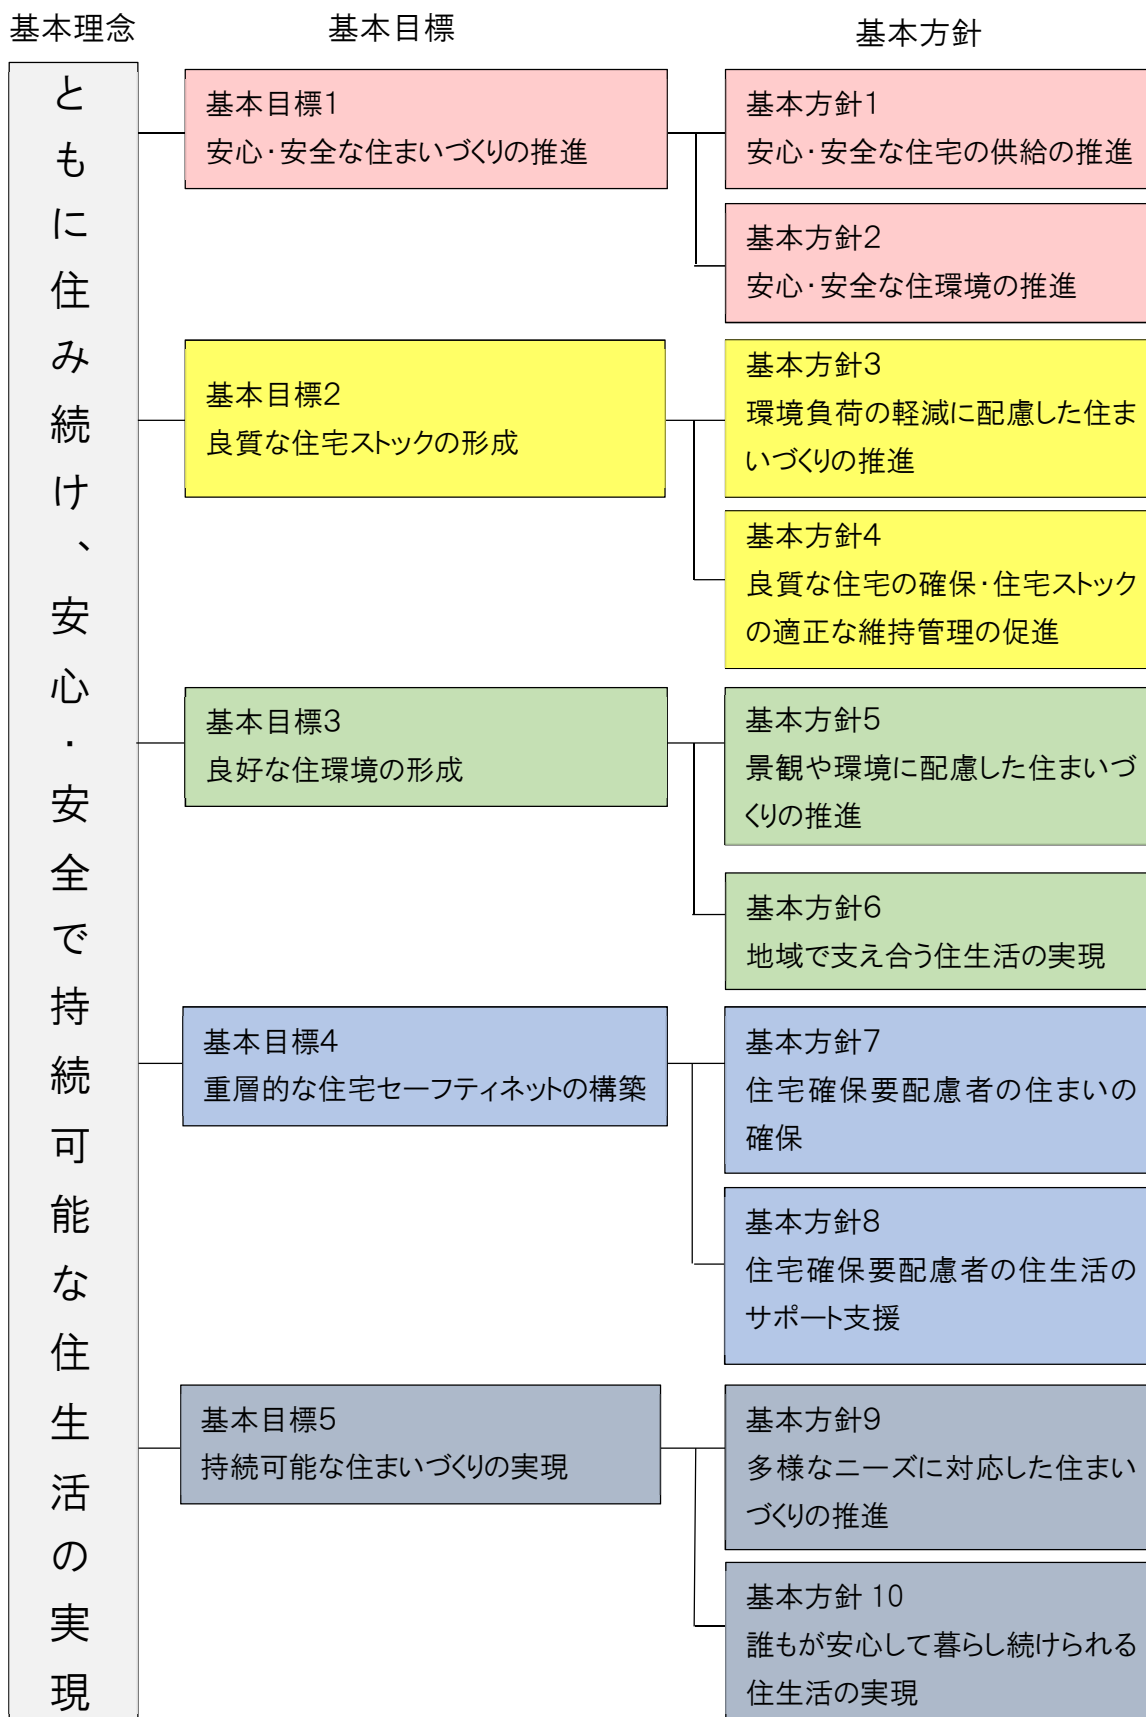 基本理念
基本目標
基本方針
ともに住み続け、安心・安全で持続可能な住生活の実現
基本目標1
安心・安全な住まいづくりの推進
基本方針1
安心・安全な住宅の供給の推進
基本方針2
安心・安全な住環境の推進
基本目標2
良質な住宅ストックの形成
基本方針3
環境負荷の軽減に配慮した住ま
いづくりの推進
基本方針4
良質な住宅の確保・住宅ストック
の適正な維持管理の促進
基本目標3
良好な住環境の形成
基本方針5
景観や環境に配慮した住まいづ
くりの推進
基本方針6
地域で支え合う住生活の実現
基本目標4
重層的な住宅セーフティネットの構築
基本方針7
住宅確保要配慮者の住まいの
確保
基本方針8
住宅確保要配慮者の住生活の
サポート支援
基本目標5
持続可能な住まいづくりの実現
基本方針9
多様なニーズに対応した住まい
づくりの推進
基本方針 10
誰もが安心して暮らし続けられる
住生活の実現